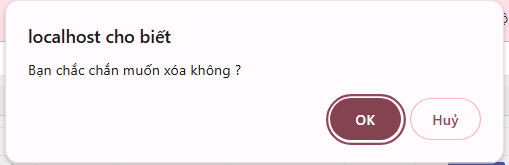 localhost cho biết
Bạn chắc chắn muốn xóa không ?
OK
Huỷ